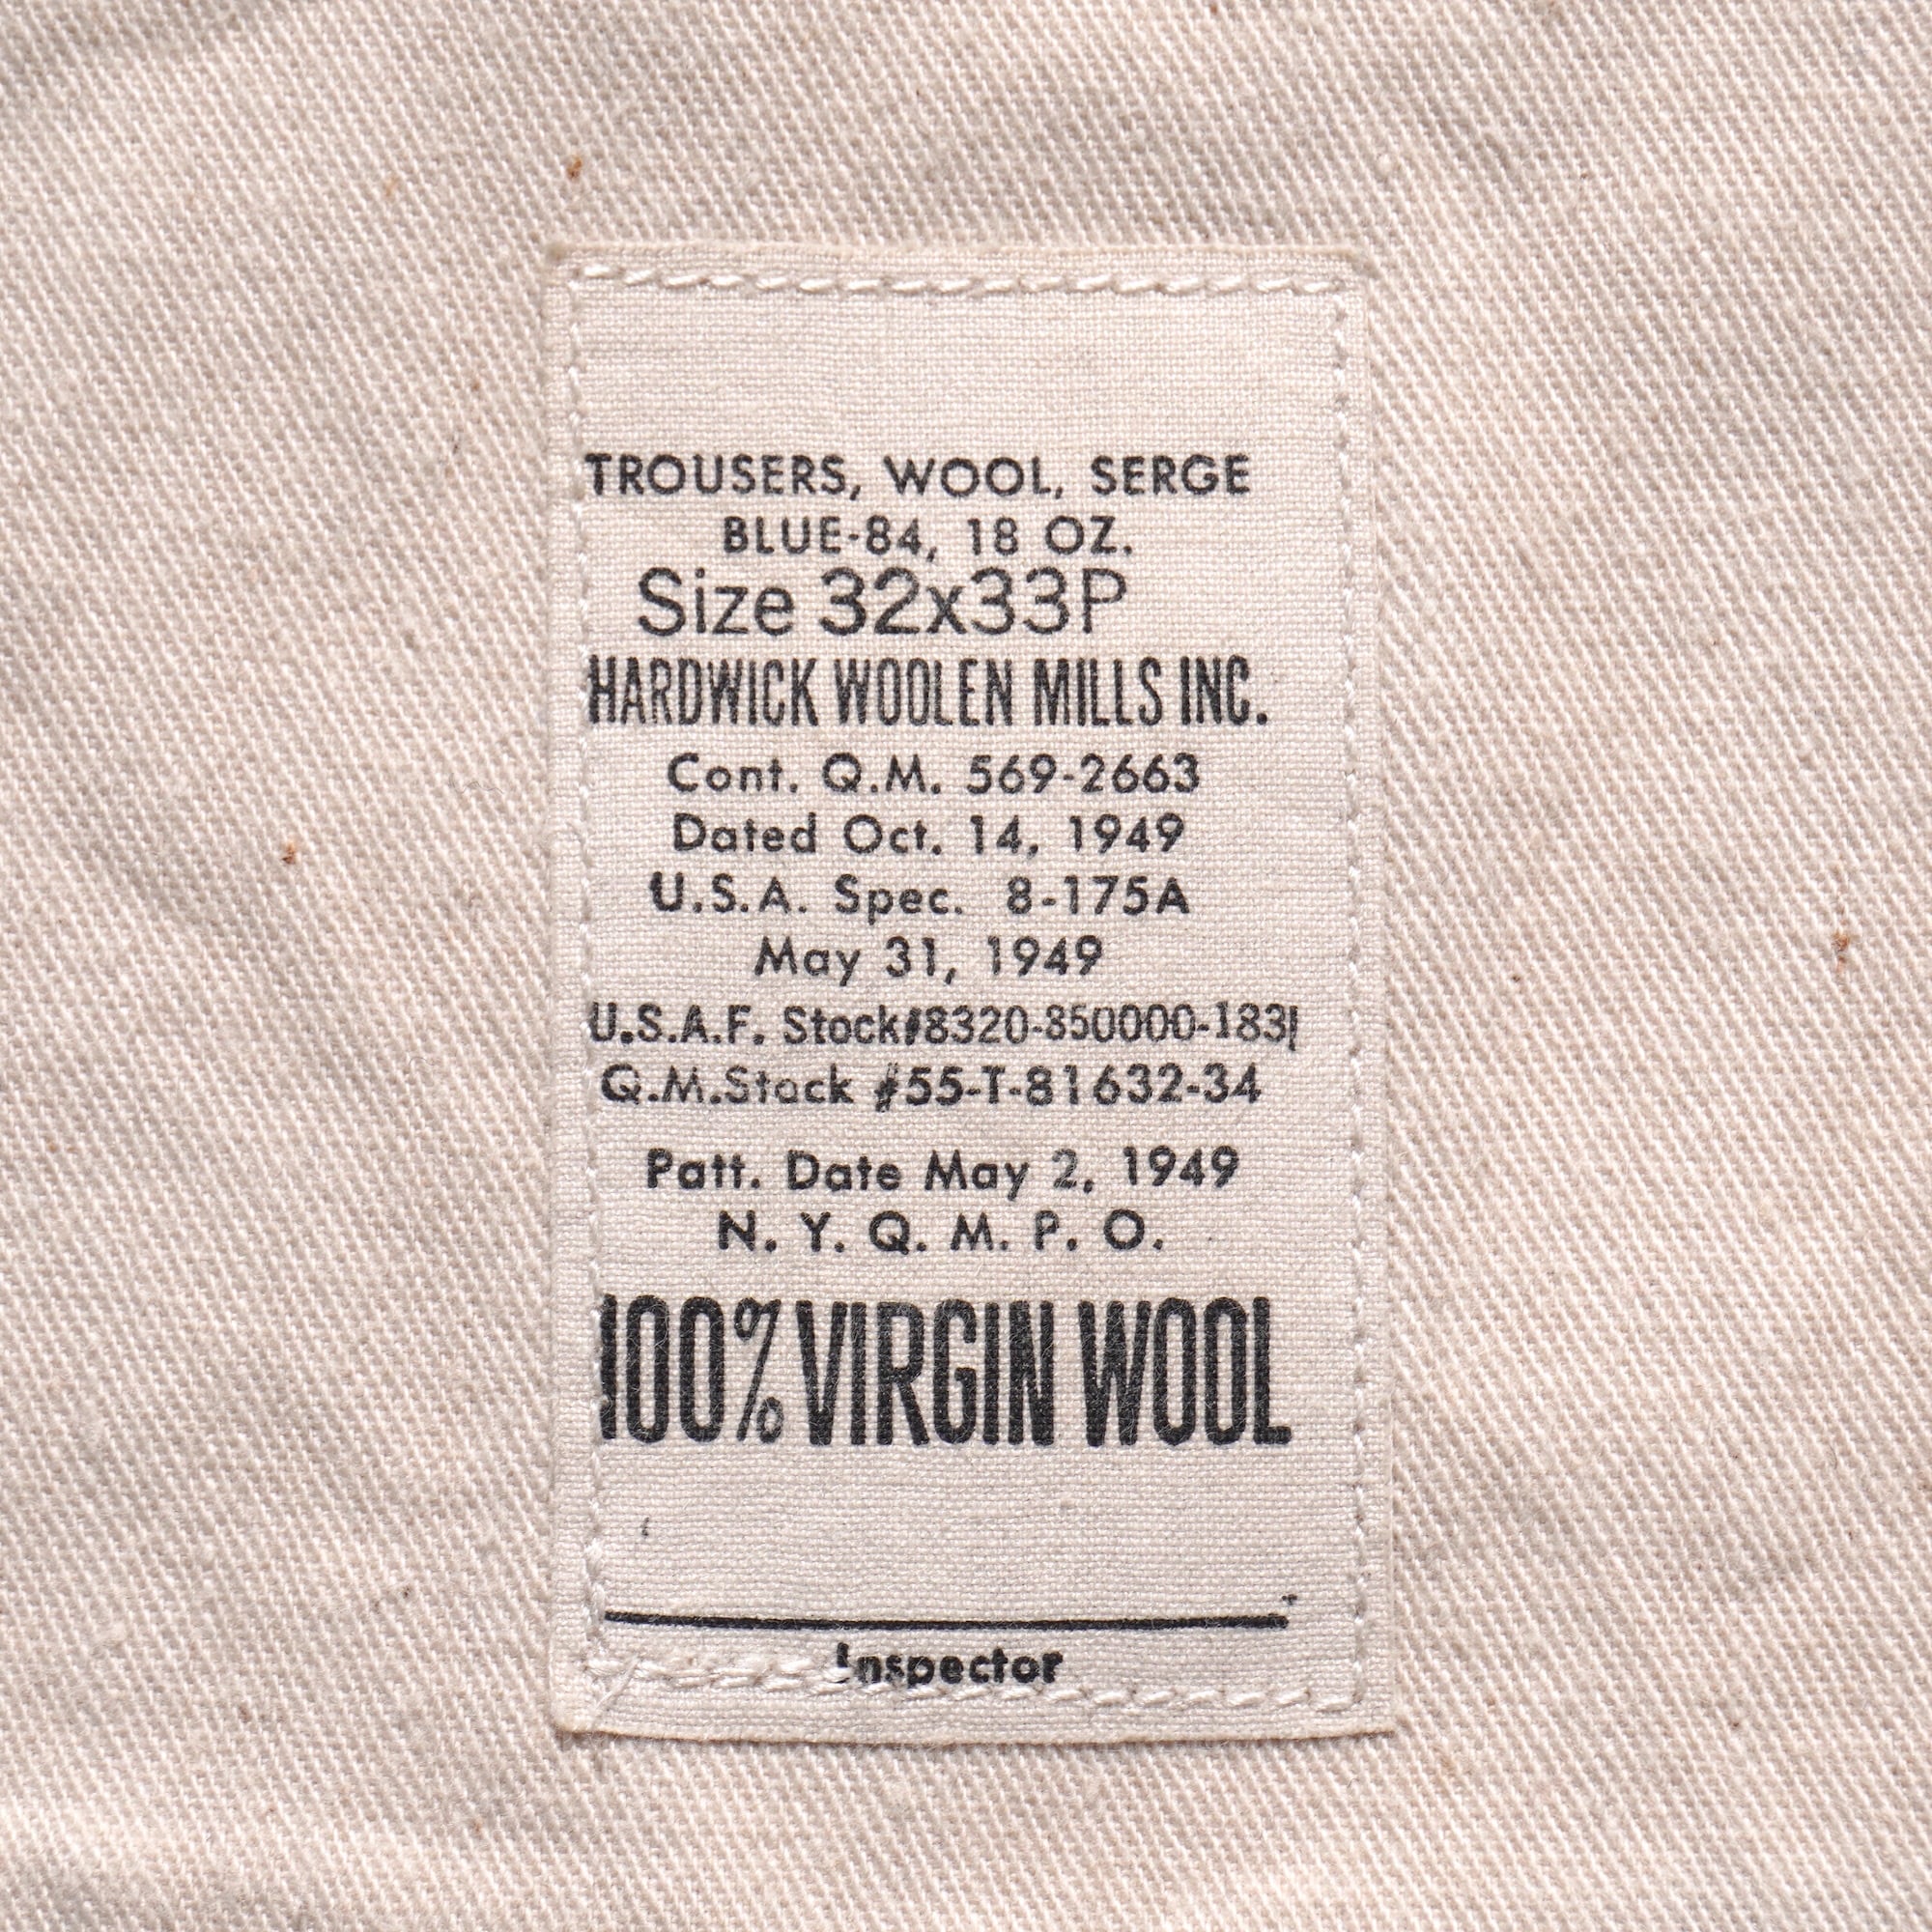 TROUSERS, WOOL, SERGE
BLUE-84, 18 OZ.
Size 32x33P
HARDWICK WOOLEN MILLS INC.
Cont. Q.M. 569-2663
Dated Oct. 14, 1949
U.S.A. Spec. 8-175A
May 31, 1949
U.S.A.F. Stock#8320-850000-1831
Q.M.Stock #55-T-81632-34
Patt. Date May 2, 1949
N. Y. Q. M. P. O.
100% VIRGIN WOOL
Inspector